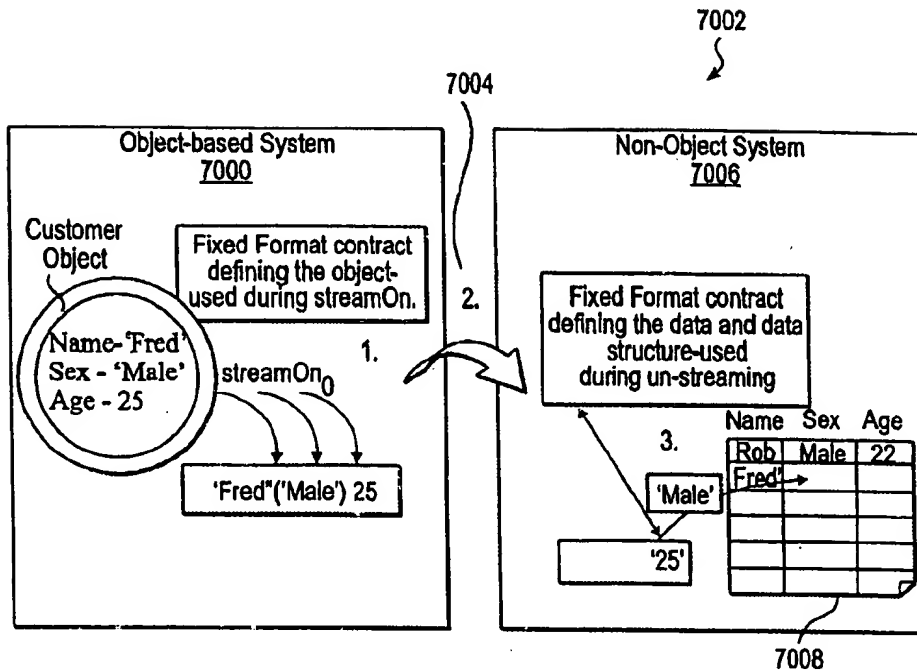 7002
7004
Object-based System
7000
Customer
Object
Fixed Format contract
defining the object-
used during streamOn.
Name-'Fred'
Sex - 'Male'
Age - 25
1.
streamOn0
'Fred"('Male') 25
2.
Non-Object System
7006
Fixed Format contract
defining the data and data
structure-used
during un-streaming
3.
Name Sex Age
Rob Male 22
Fred'
'Male'
'25'
7008